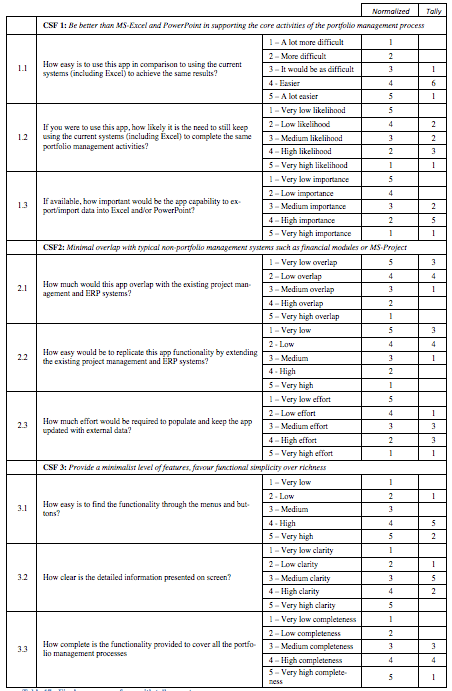 Normalized Tally
CSF 1: Be better than MS-Excel and PowerPoint in supporting the core activities of the portfolio management process
1.1
How easy is to use this app in comparison to using the current
systems (including Excel) to achieve the same results?
1 – A lot more difficult 1
2 – More difficult 2
3 – It would be as difficult 3 1
4 - Easier 4 6
5 – A lot easier 5 1
1.2
If you were to use this app, how likely it is the need to still keep
using the current systems (including Excel) to complete the same
portfolio management activities?
1 – Very low likelihood 5
2 – Low likelihood 4 2
3 – Medium likelihood 3 2
4 – High likelihood 2 3
5 – Very high likelihood 1 1
1.3
If available, how important would be the app capability to ex-
port/import data into Excel and/or PowerPoint?
1 – Very low importance 5
2 – Low importance 4
3 – Medium importance 3 2
4 – High importance 2 5
5 – Very high importance 1 1
CSF2: Minimal overlap with typical non-portfolio management systems such as financial modules or MS-Project
2.1
How much would this app overlap with the existing project man-
agement and ERP systems?
1 – Very low overlap 5 3
2 – Low overlap 4 4
3 – Medium overlap 3 1
4 – High overlap 2
5 – Very high overlap 1
2.2
How easy would be to replicate this app functionality by extending
the existing project management and ERP systems?
1 – Very low 5 3
2 - Low 4 4
3 – Medium 3 1
4 - High 2
5 – Very high 1
2.3
How much effort would be required to populate and keep the app
updated with external data?
1 – Very low effort 5
2 – Low effort 4 1
3 – Medium effort 3 3
4 – High effort 2 3
5 – Very high effort 1 1
CSF 3: Provide a minimalist level of features, favour functional simplicity over richness
3.1
How easy is to find the functionality through the menus and but-
tons?
1 – Very low 1
2 - Low 2 1
3 – Medium 3
4 - High 4 5
5 – Very high 5 2
3.2
How clear is the detailed information presented on screen?
1 – Very low clarity 1
2 – Low clarity 2 1
3 – Medium clarity 3 5
4 – High clarity 4 2
5 – Very high clarity 5
3.3
How complete is the functionality provided to cover all the portfo-
lio management processes
1 – Very low completeness 1
2 – Low completeness 2
3 – Medium completeness 3 3
4 – High completeness 4 4
5 – Very high complete-
ness 5 1